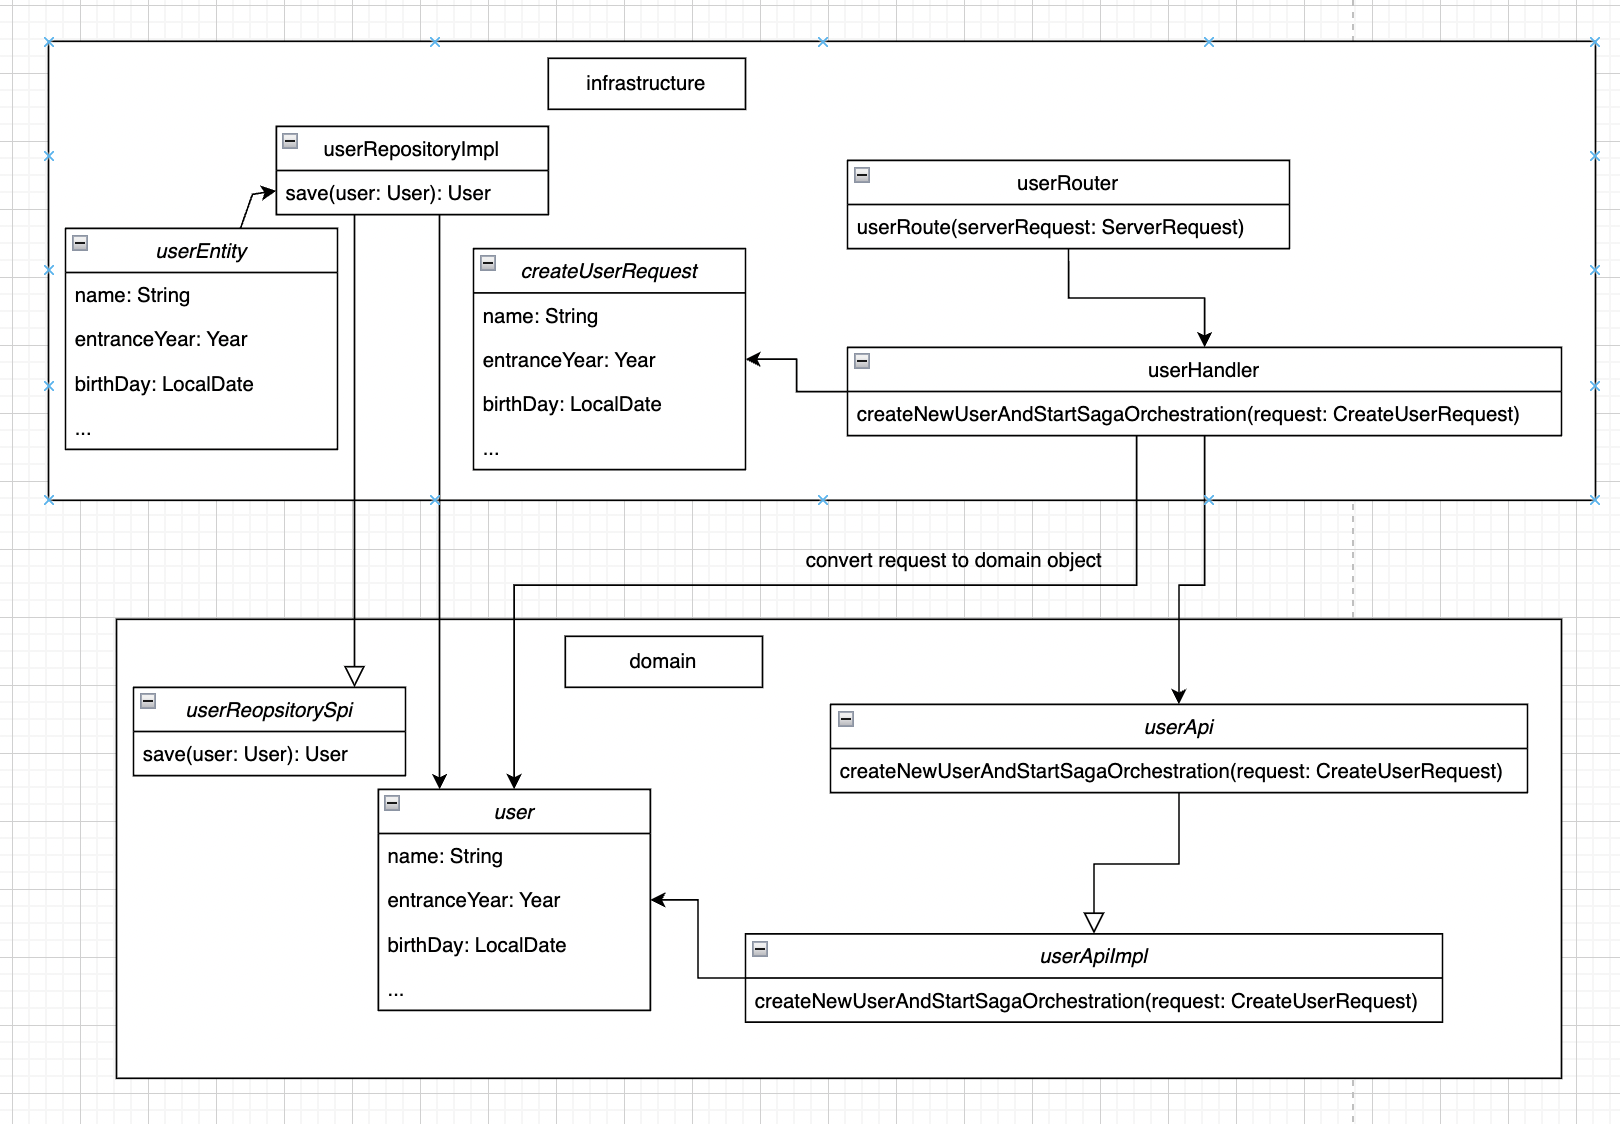 infrastructure
userRepositoryImpl
save(user: User): User
userRouter
userRoute(serverRequest: ServerRequest)
userEntity
name: String
entranceYear: Year
birthDay: LocalDate
...
createUserRequest
name: String
entranceYear: Year
birthDay: LocalDate
...
userHandler
createNewUserAndStartSagaOrchestration(request: CreateUserRequest)
convert request to domain object
domain
userReopsitorySpi
save(user: User): User
userApi
createNewUserAndStartSagaOrchestration(request: CreateUserRequest)
user
name: String
entranceYear: Year
birthDay: LocalDate
...
userApiImpl
createNewUserAndStartSagaOrchestration(request: CreateUserRequest)